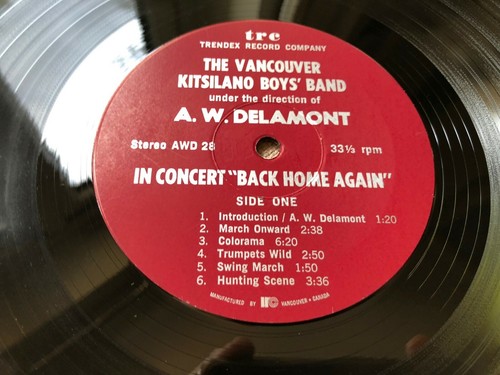 trc
TRENDEX RECORD COMPANY
THE VANCOUVER
KITSILANO BOYS' BAND
under the direction of
A. W. DELAMONT
Stereo AWD 28 33⅓ rpm
IN CONCERT "BACK HOME AGAIN"
SIDE ONE
1. Introduction / A. W. Delamont 1:20
2. March Onward 2:38
3. Colorama 6:20
4. Trumpets Wild 2:50
5. Swing March 1:50
6. Hunting Scene 3:36
MANUFACTURED BY VANCOUVER • CANADA